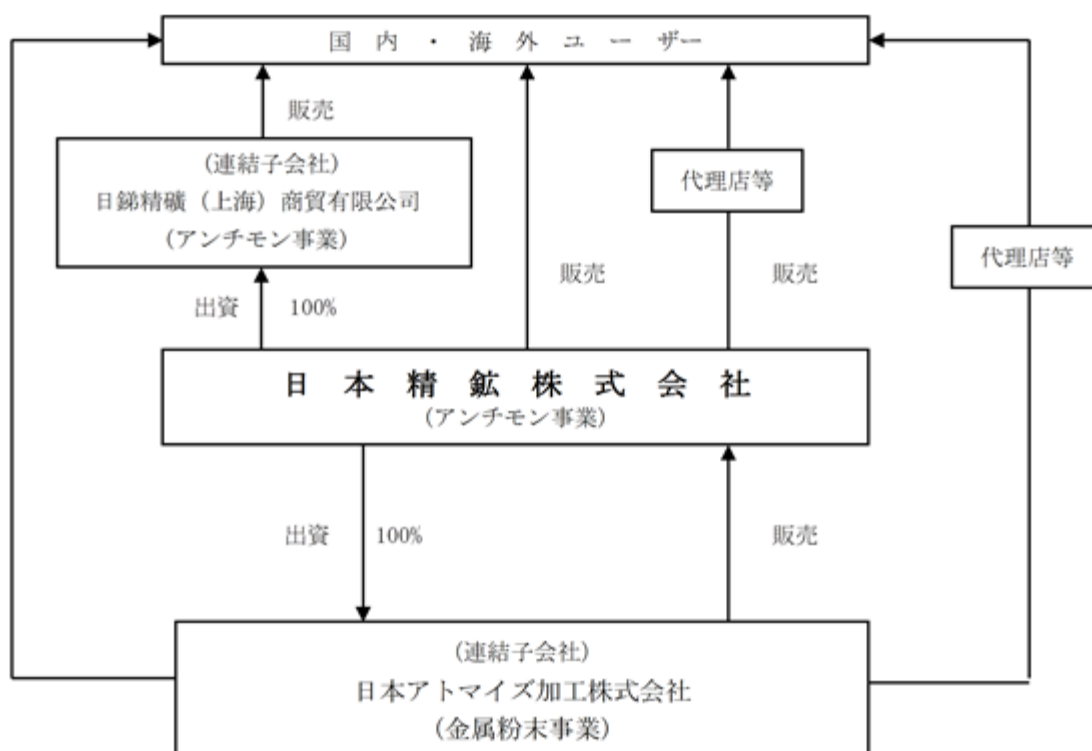 国内・海外ユーザー
販売
(連結子会社)
日銻精礦（上海）商貿有限公司
(アンチモン事業)
代理店等
代理店等
販売
販売
出資 100%
日本精鉱株式会社
(アンチモン事業)
出資 100%
販売
(連結子会社)
日本アトマイズ加工株式会社
(金属粉末事業)